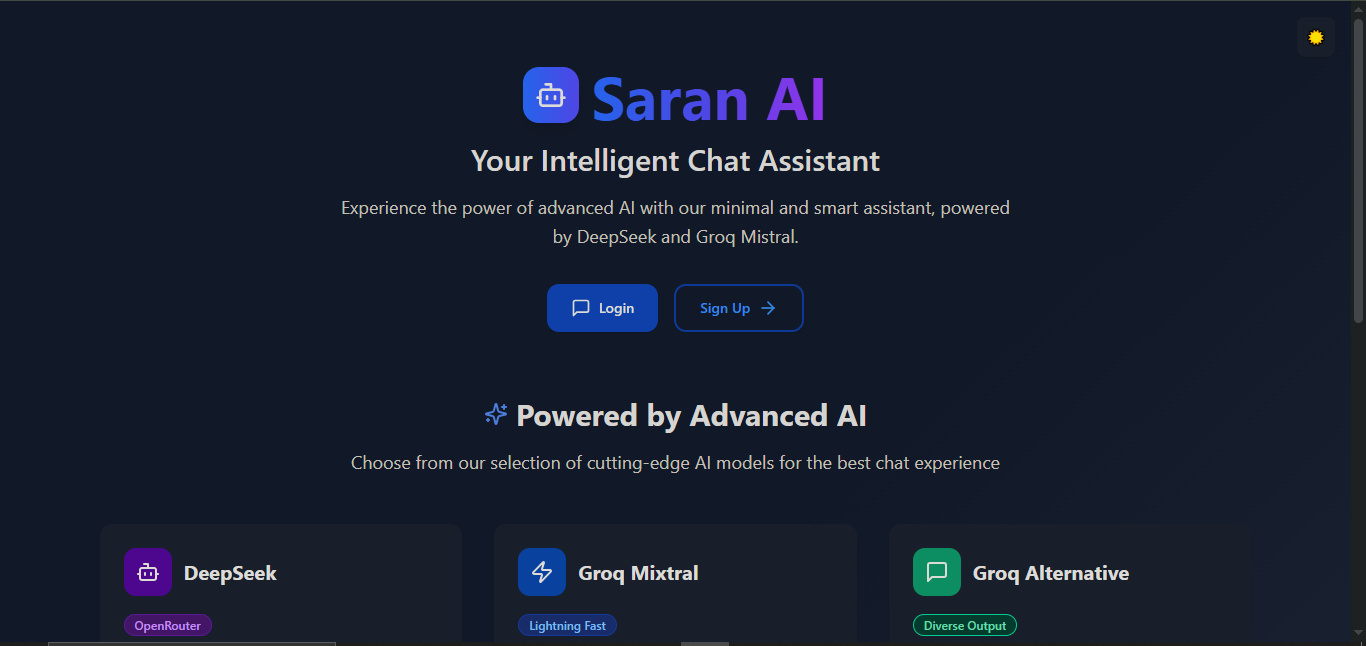 Saran AI
Your Intelligent Chat Assistant
Experience the power of advanced AI with our minimal and smart assistant, powered
by DeepSeek and Groq Mistral.
Login
Sign Up
Powered by Advanced AI
Choose from our selection of cutting-edge AI models for the best chat experience
DeepSeek
Groq Mixtral
Groq Alternative
OpenRouter
Lightning Fast
Diverse Output